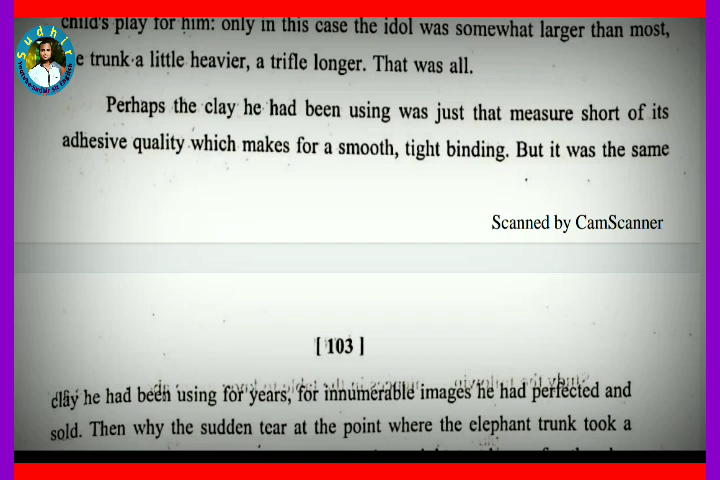 child's play for him: only in this case the idol was somewhat larger than most,
e trunk a little heavier, a trifle longer. That was all.
Perhaps the clay he had been using was just that measure short of its
adhesive quality which makes for a smooth, tight binding. But it was the same
Scanned by CamScanner
[ 103 ]
clay he had been using for years, for innumerable images he had perfected and
sold. Then why the sudden tear at the point where the elephant trunk took a
Sudhir